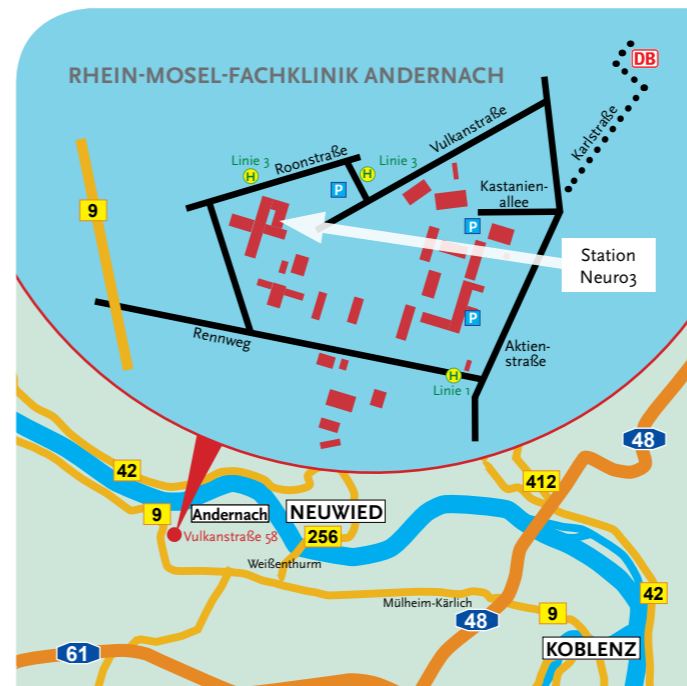 RHEIN-MOSEL-FACHKLINIK ANDERNACH
DB
Karlstraße
Vulkanstraße
Linie 3
H
Roonstraße
Linie 3
H
P
Kastanien-
allee
P
9
Station
Neuro3
P
Rennweg
Aktien-
straße
H
Linie 1
48
42
412
9
Andernach
NEUWIED
Vulkanstraße 58
256
Weißenthurm
Mülheim-Kärlich
42
9
48
61
KOBLENZ